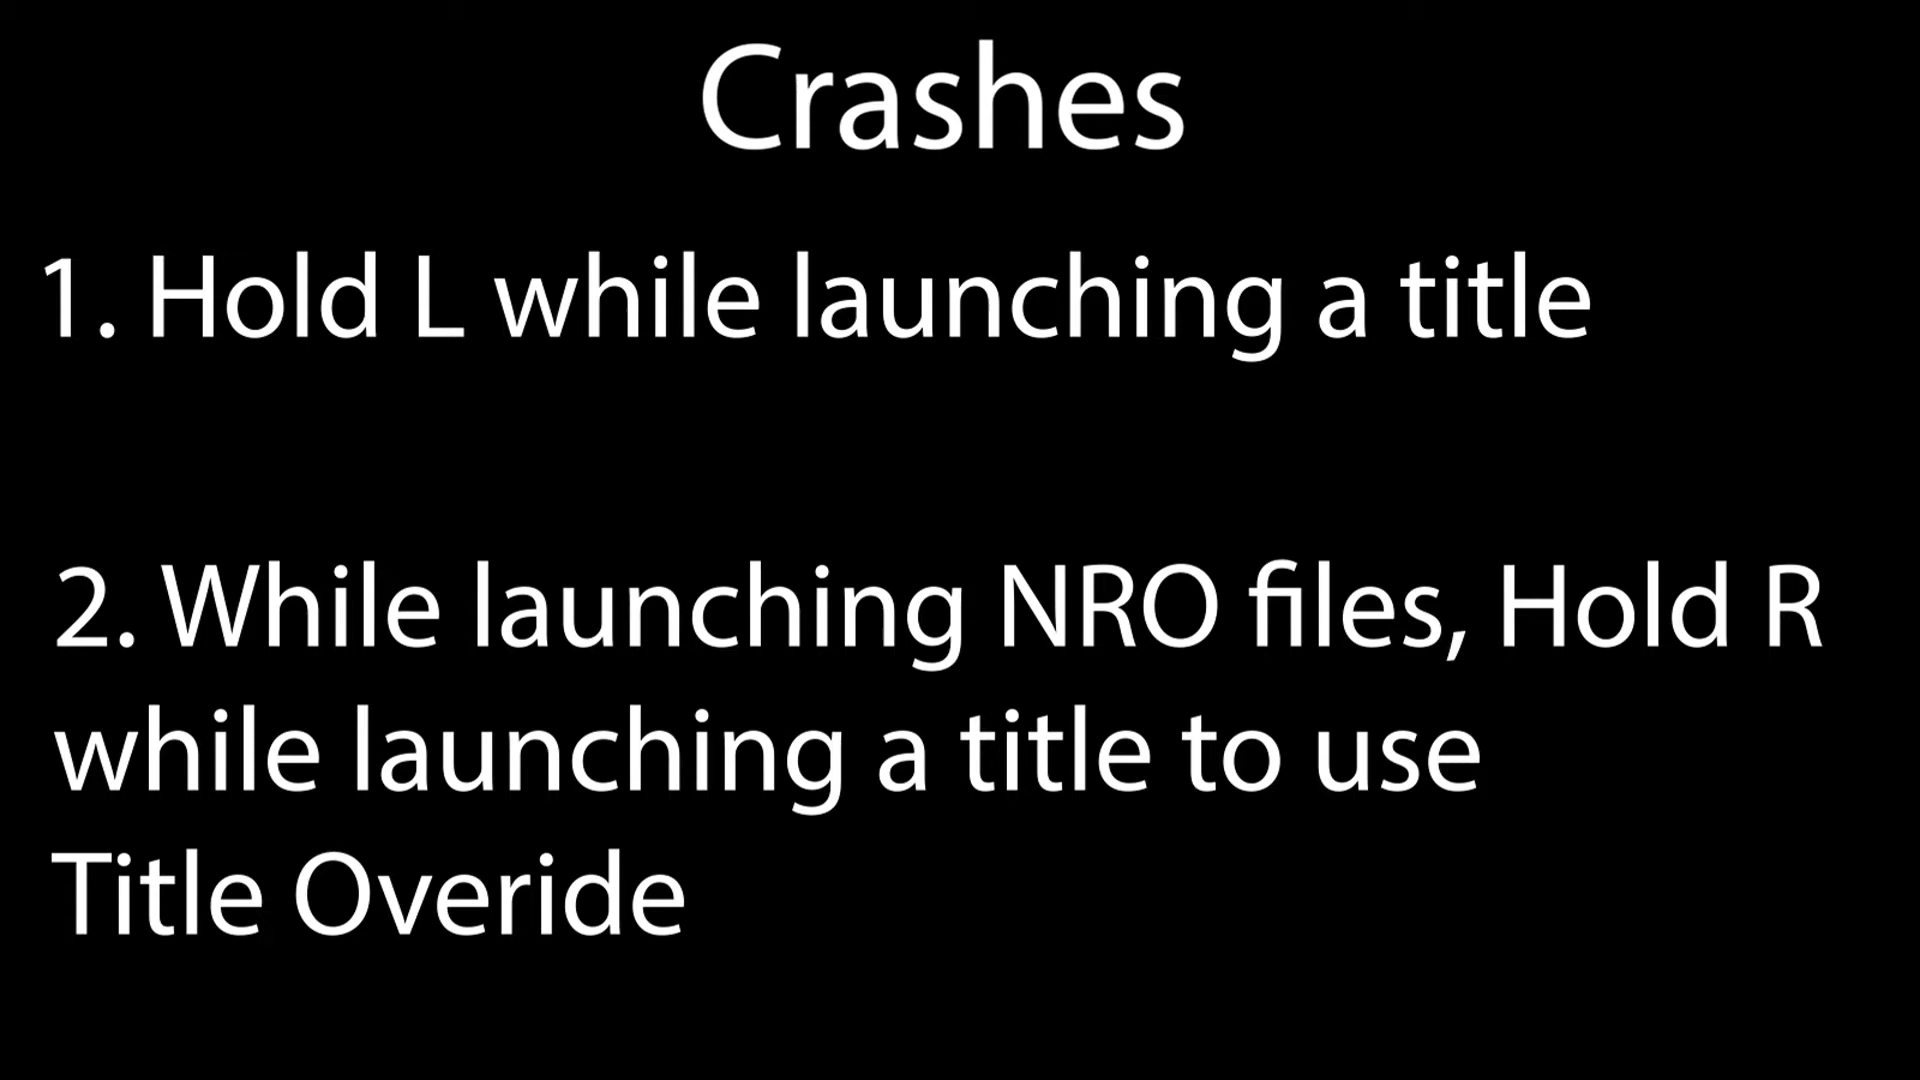 Crashes
1. Hold L while launching a title
2. While launching NRO files, Hold R
while launching a title to use
Title Overide